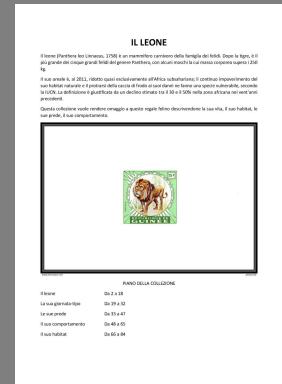 IL LEONE
Il leone (Panthera leo Linnaeus, 1758) è un mammifero carnivoro della famiglia dei felidi. Dopo la tigre, è il
più grande dei cinque grandi felidi del genere Panthera, con alcuni maschi la cui massa corporea supera i 250
kg.
Il suo areale è, al 2011, ridotto quasi esclusivamente all'Africa subsahariana; il continuo impoverimento del
suo habitat naturale e il protrarsi della caccia di frodo ai suoi danni ne fanno una specie vulnerabile, secondo
la IUCN. La definizione è giustificata da un declino stimato tra il 30 e il 50% nella zona africana nei vent'anni
precedenti.
Questa collezione vuole rendere omaggio a questo regale felino descrivendone la sua vita, il suo habitat, le
sue prede, il suo comportamento.
GUINEE
PIANO DELLA COLLEZIONE
Il leone Da 2 a 18
La sua giornata-tipo Da 19 a 32
Le sue prede Da 33 a 47
Il suo comportamento Da 48 a 65
Il suo habitat Da 66 a 84